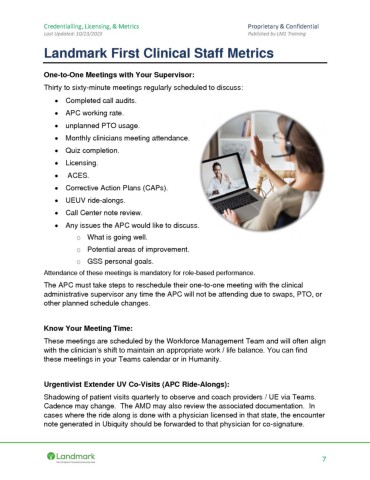 Credentialling, Licensing, & Metrics Proprietary & Confidential
Last Updated: 10/23/2020 Published by LMS Training
Landmark First Clinical Staff Metrics
One-to-One Meetings with Your Supervisor:
Thirty to sixty-minute meetings regularly scheduled to discuss:
• Completed call audits.
• APC working rate.
• unplanned PTO usage.
• Monthly clinicians meeting attendance.
• Quiz completion.
• Licensing.
• ACES.
• Corrective Action Plans (CAPs).
• UEUV ride-alongs.
• Call Center note review.
• Any issues the APC would like to discuss.
o What is going well.
o Potential areas of improvement.
o GSS personal goals.
Attendance of these meetings is mandatory for role-based performance.
The APC must take steps to reschedule their one-to-one meeting with the clinical
administrative supervisor any time the APC will not be attending due to swaps, PTO, or
other planned schedule changes.
Know Your Meeting Time:
These meetings are scheduled by the Workforce Management Team and will often align
with the clinician's shift to maintain an appropriate work / life balance. You can find
these meetings in your Teams calendar or in Humanity.
Urgentivist Extender UV Co-Visits (APC Ride-Alongs):
Shadowing of patient visits quarterly to observe and coach providers / UE via Teams.
Cadence may change. The AMD may also review the associated documentation. In
cases where the ride along is done with a physician licensed in that state, the encounter
note generated in Ubiquity should be forwarded to that physician for co-signature.
Landmark
7